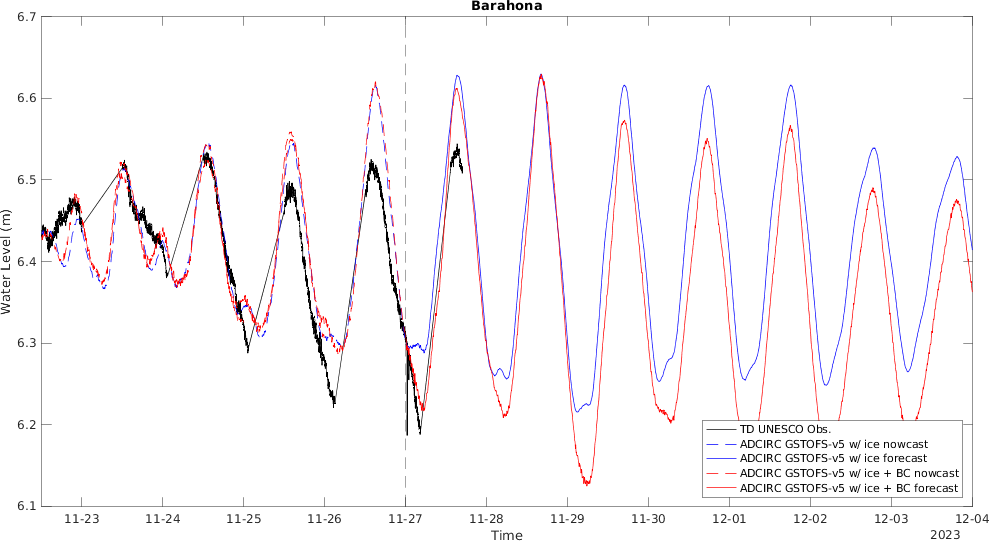 Barahona
6.7
6.6
6.5
6.4
6.3
6.2
6.1
Water Level (m)
TD UNESCO Obs.
ADCIRC GSTOFS-v5 w/ ice nowcast
ADCIRC GSTOFS-v5 w/ ice forecast
ADCIRC GSTOFS-v5 w/ ice + BC nowcast
ADCIRC GSTOFS-v5 w/ ice + BC forecast
11-23 11-24 11-25 11-26 11-27 11-28 11-29 11-30 12-01 12-02 12-03 12-04
Time
2023